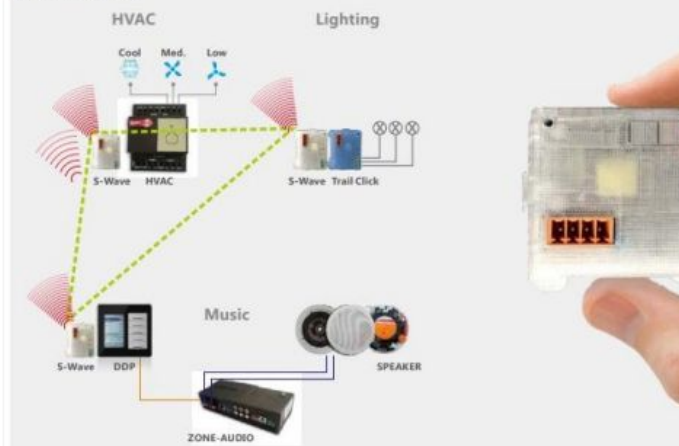 HVAC
Lighting
Cool Med. Low
S-Wave HVAC
S-Wave Trail Click
Music
S-Wave DDP
SPEAKER
ZONE-AUDIO